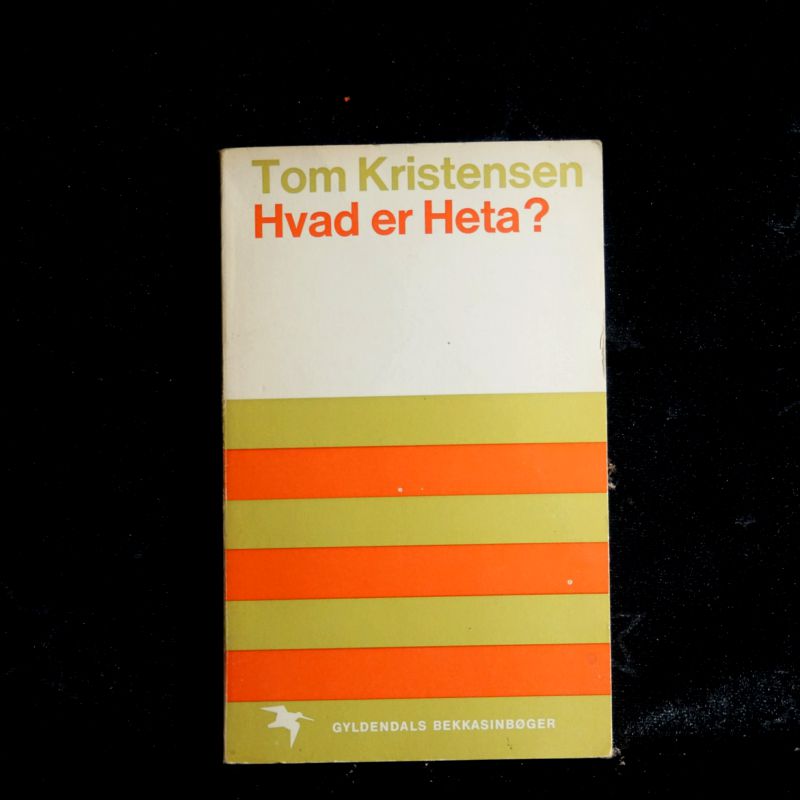 Tom Kristensen
Hvad er Heta?
GYLDENDALS BEKKASINBØGER